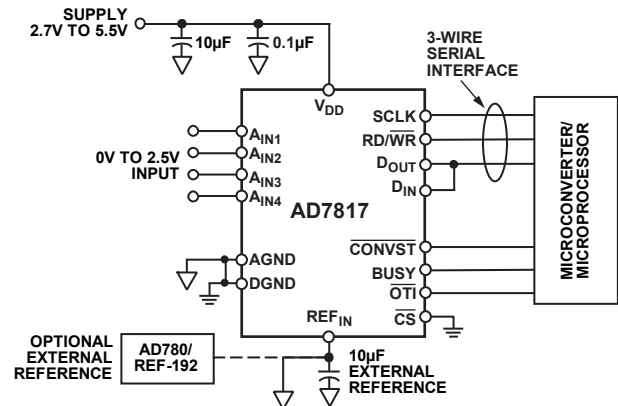 SUPPLY
2.7V TO 5.5V
10µF
0.1µF
3-WIRE
SERIAL
INTERFACE
VDD
SCLK
RD/WR
DOUT
DIN
AIN1
AIN2
AIN3
AIN4
0V TO 2.5V
INPUT
AD7817
AGND
DGND
CONVST
BUSY
OTI
CS
REFIN
MICROCONVERTER/
MICROPROCESSOR
OPTIONAL
EXTERNAL
REFERENCE
AD780/
REF-192
10µF
EXTERNAL
REFERENCE